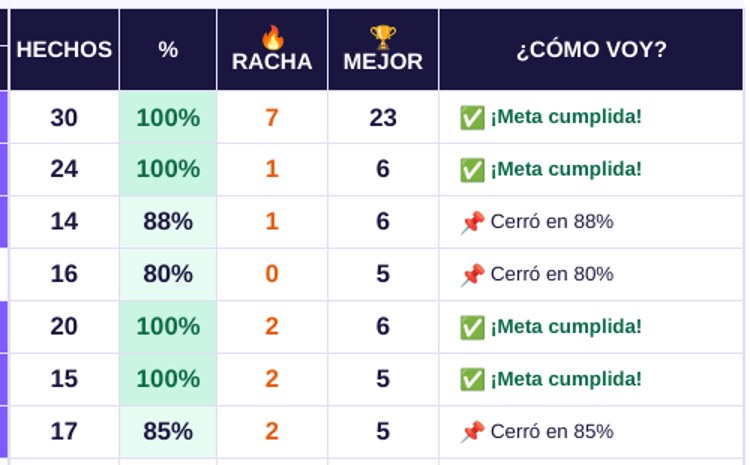 HECHOS % 🔥 RACHA 🏆 MEJOR ¿CÓMO VOY?
30 100% 7 23 ✅ ¡Meta cumplida!
24 100% 1 6 ✅ ¡Meta cumplida!
14 88% 1 6 📌 Cerró en 88%
16 80% 0 5 📌 Cerró en 80%
20 100% 2 6 ✅ ¡Meta cumplida!
15 100% 2 5 ✅ ¡Meta cumplida!
17 85% 2 5 📌 Cerró en 85%